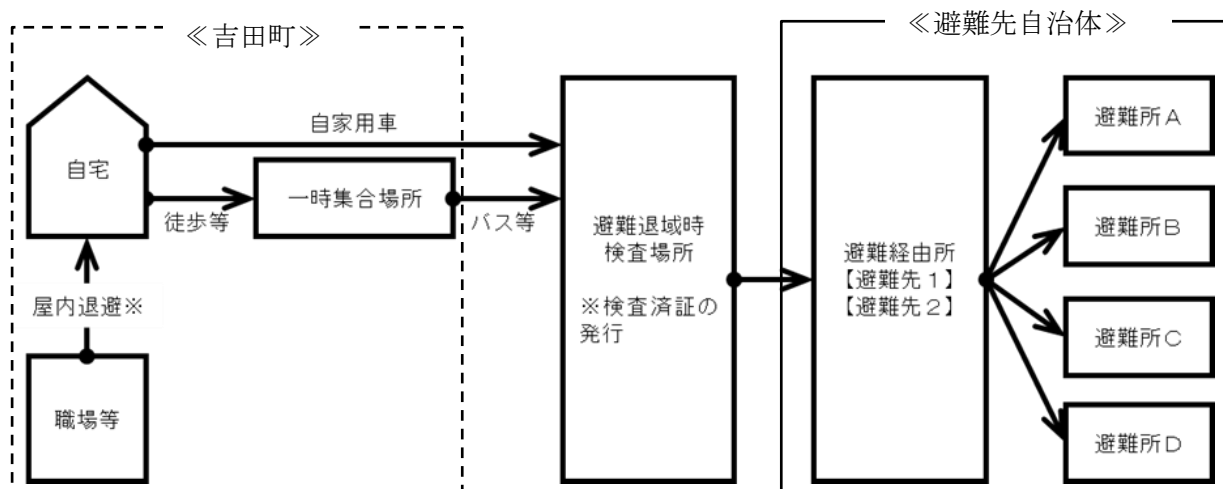 ≪吉田町≫
≪避難先自治体≫
自家用車
自宅
一時集合場所
徒歩等
バス等
屋内退避※
職場等
避難退域時
検査場所
※検査済証の
発行
避難経由所
【避難先1】
【避難先2】
避難所A
避難所B
避難所C
避難所D